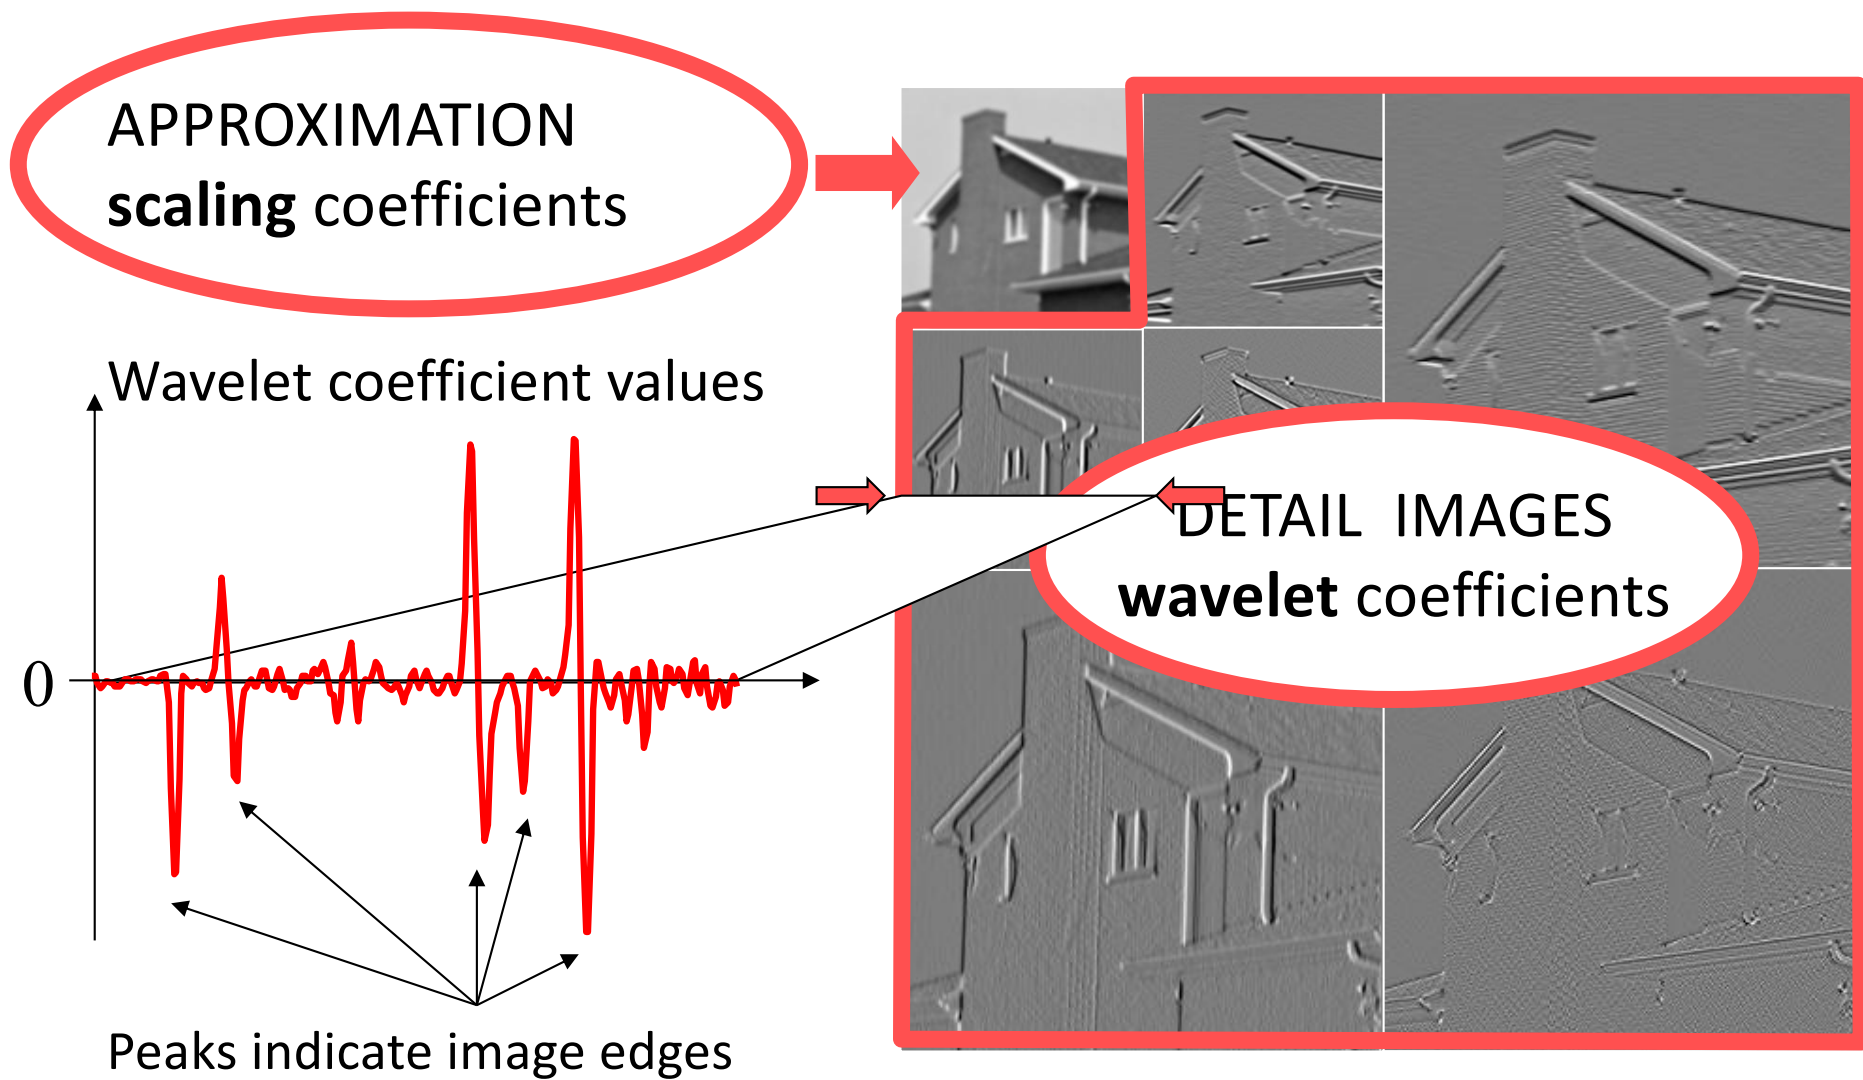 APPROXIMATION
scaling coefficients
Wavelet coefficient values
DETAIL IMAGES
wavelet coefficients
0
Peaks indicate image edges